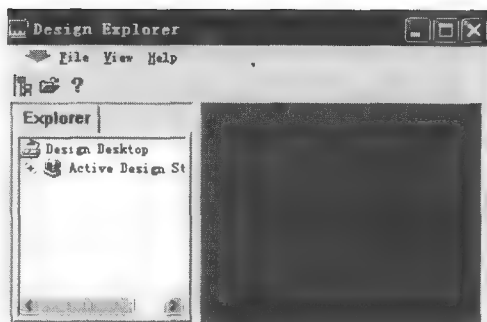 Design Explorer
File View Help
?
Explorer
Design Desktop
Active Design St